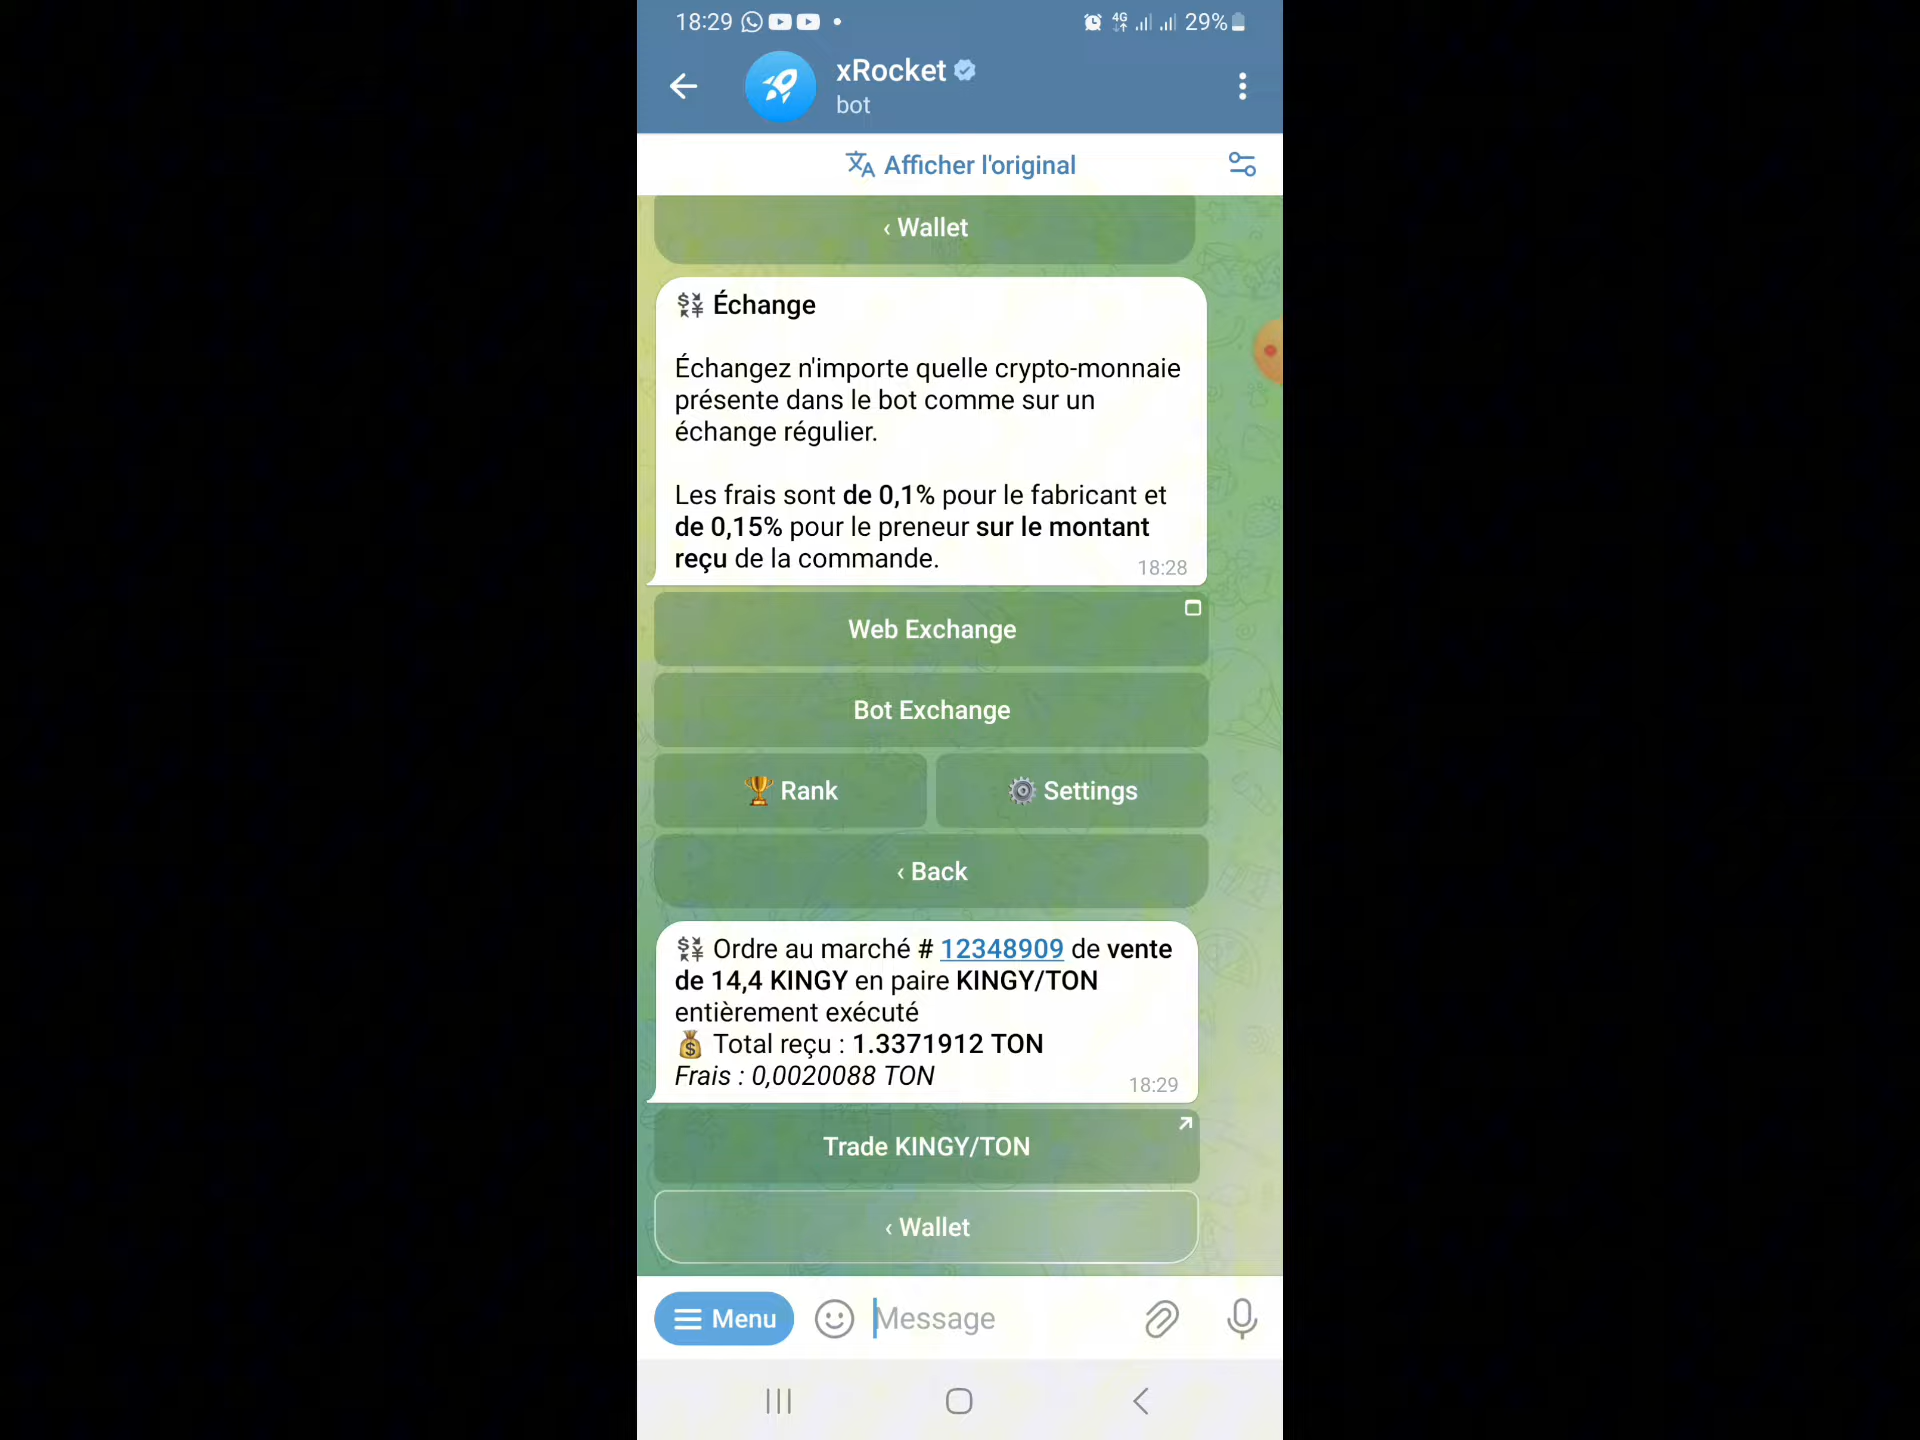 18:29 4G 29%
xRocket
bot
Afficher l'original
‹ Wallet
Échange
Échangez n'importe quelle crypto-monnaie
présente dans le bot comme sur un
échange régulier.
Les frais sont de 0,1% pour le fabricant et
de 0,15% pour le preneur sur le montant
reçu de la commande.
18:28
Web Exchange
Bot Exchange
Rank
Settings
‹ Back
Ordre au marché # 12348909 de vente
de 14,4 KINGY en paire KINGY/TON
entièrement exécuté
Total reçu : 1.3371912 TON
Frais : 0,0020088 TON
18:29
Trade KINGY/TON
‹ Wallet
Menu
Message